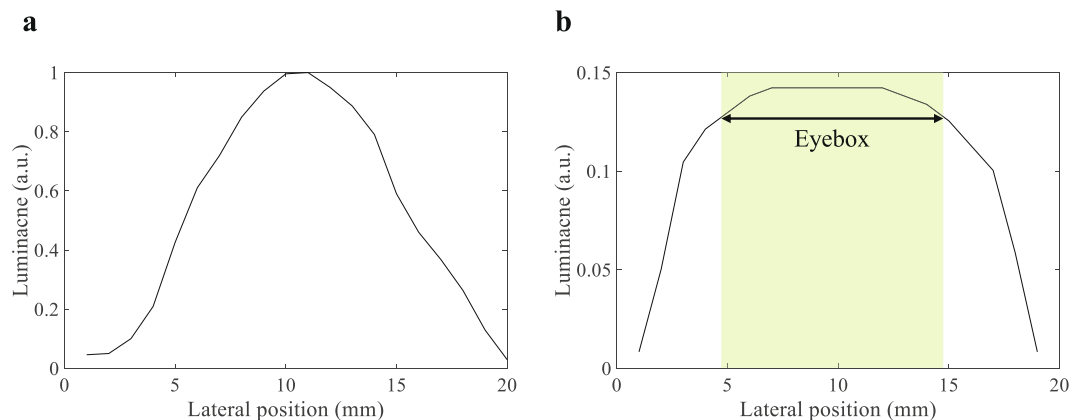 a
b
1
0.8
0.6
0.4
0.2
0
Luminacne (a.u.)
0 5 10 15 20
Lateral position (mm)
0.15
0.1
0.05
0
Luminacne (a.u.)
Eyebox
0 5 10 15 20
Lateral position (mm)